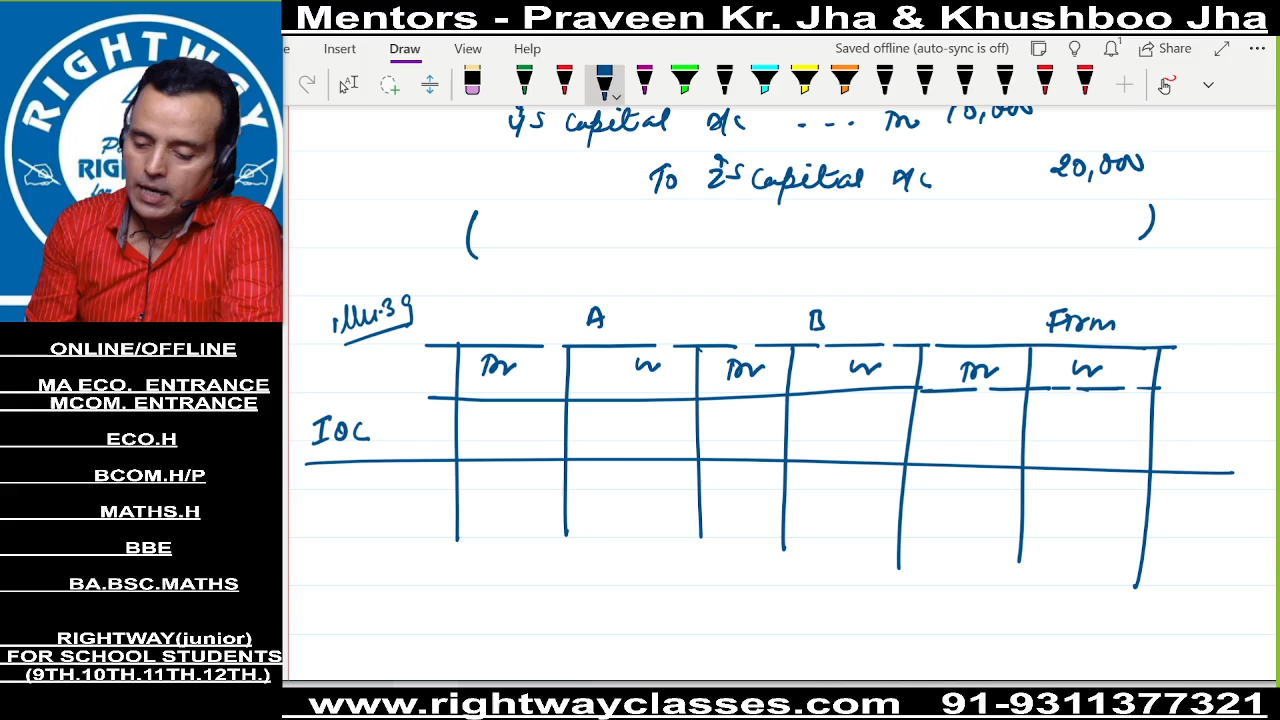 Mentors - Praveen Kr. Jha & Khushboo Jha
RIGHTWAY
RIGHTWAY
Insert Draw View Help
Saved offline (auto-sync is off)
1
Share
Y's Capital A/c - - - Dr 10,000
To Z's Capital A/c 20,000
( )
illu.39
A B Firm
Dr Cr Dr Cr Dr Cr
IOC
ONLINE/OFFLINE
MA ECO. ENTRANCE
MCOM. ENTRANCE
ECO.H
BCOM.H/P
MATHS.H
BBE
BA.BSC.MATHS
RIGHTWAY(junior)
FOR SCHOOL STUDENTS
(9TH.10TH.11TH.12TH.)
www.rightwayclasses.com 91-9311377321